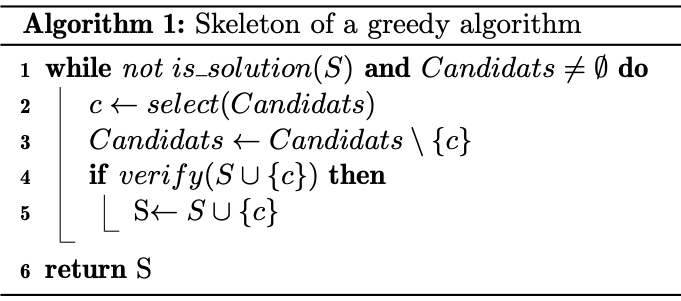 Algorithm 1: Skeleton of a greedy algorithm
1 while not is_solution(S) and Candidats ≠ ∅ do
2 c ← select(Candidats)
3 Candidats ← Candidats \ {c}
4 if verify(S ∪ {c}) then
5 S← S ∪ {c}
6 return S